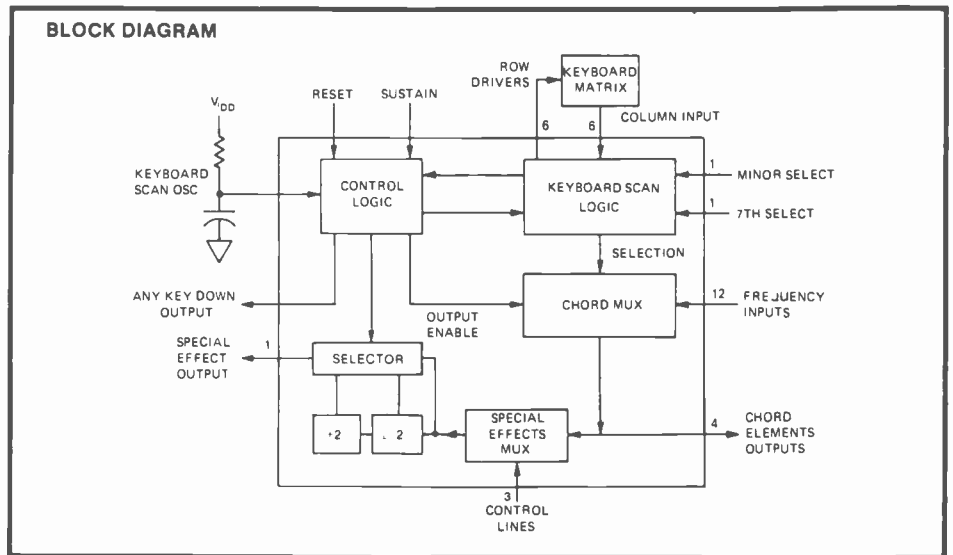 BLOCK DIAGRAM
ROW
DRIVERS
KEYBOARD
MATRIX
RESET
SUSTAIN
COLUMN INPUT
VDD
6
6
KEYBOARD
SCAN OSC
CONTROL
LOGIC
KEYBOARD SCAN
LOGIC
1
MINOR SELECT
1
7TH SELECT
SELECTION
ANY KEY DOWN
OUTPUT
OUTPUT
ENABLE
CHORD MUX
12
FREQUENCY
INPUTS
SPECIAL
EFFECT
OUTPUT
1
SELECTOR
÷2
÷2
SPECIAL
EFFECTS
MUX
4
CHORD
ELEMENTS
OUTPUTS
3
CONTROL
LINES